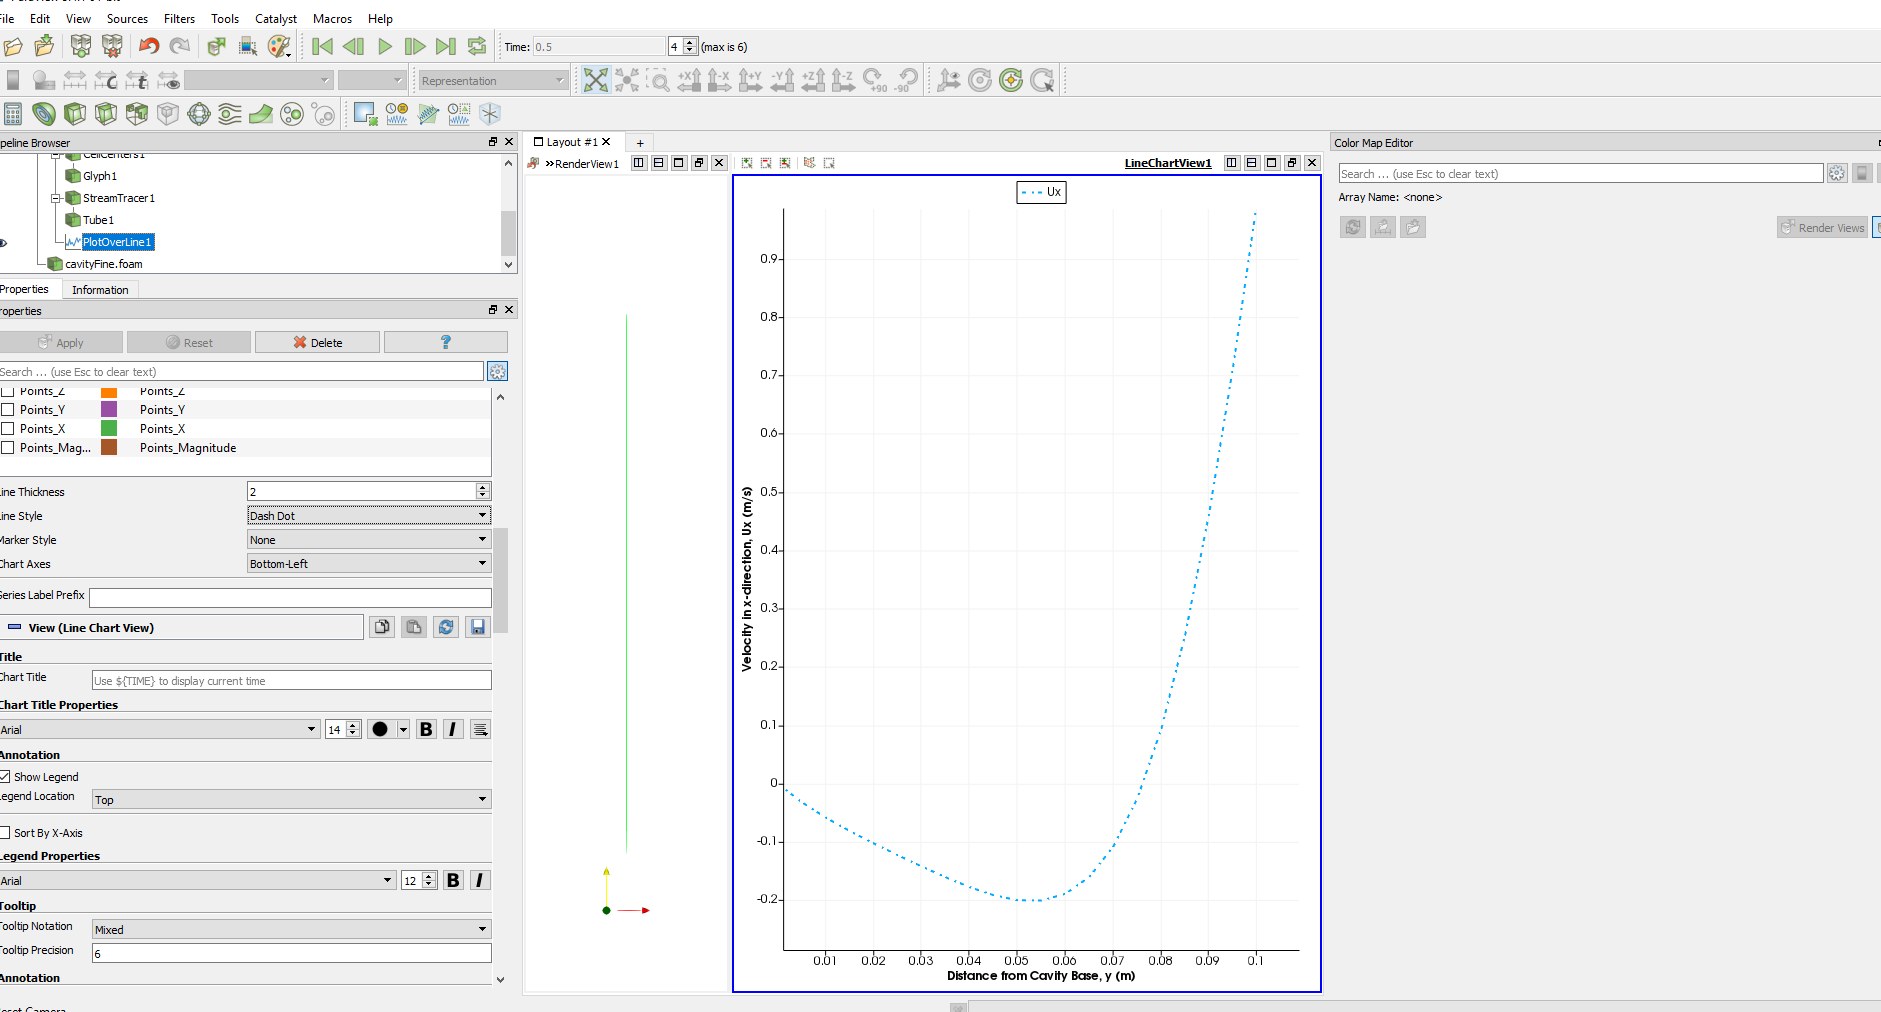 File Edit View Sources Filters Tools Catalyst Macros Help
Time: 0.5 4 (max is 6)
Representation +X -X +Y -Y +Z -Z +90 -90
peline Browser
CellCenters1
Glyph1
StreamTracer1
Tube1
PlotOverLine1
cavityFine.foam
Properties Information
operties
Apply Reset Delete ?
Search ... (use Esc to clear text)
Points_Z Points_Z
Points_Y Points_Y
Points_X Points_X
Points_Mag... Points_Magnitude
ine Thickness 2
ine Style Dash Dot
Marker Style None
Chart Axes Bottom-Left
Series Label Prefix
View (Line Chart View)
Title
Chart Title Use ${TIME} to display current time
Chart Title Properties
Arial 14 B I
Annotation
Show Legend
egend Location Top
Sort By X-Axis
Legend Properties
Arial 12 B I
Tooltip
Tooltip Notation Mixed
Tooltip Precision 6
Annotation
Layout #1 +
»RenderView1
LineChartView1
Ux
0.9
0.8
0.7
0.6
0.5
0.4
0.3
0.2
0.1
0
-0.1
-0.2
Velocity in x-direction, Ux (m/s)
0.01 0.02 0.03 0.04 0.05 0.06 0.07 0.08 0.09 0.1
Distance from Cavity Base, y (m)
Color Map Editor
Search ... (use Esc to clear text)
Array Name: <none>
Render Views